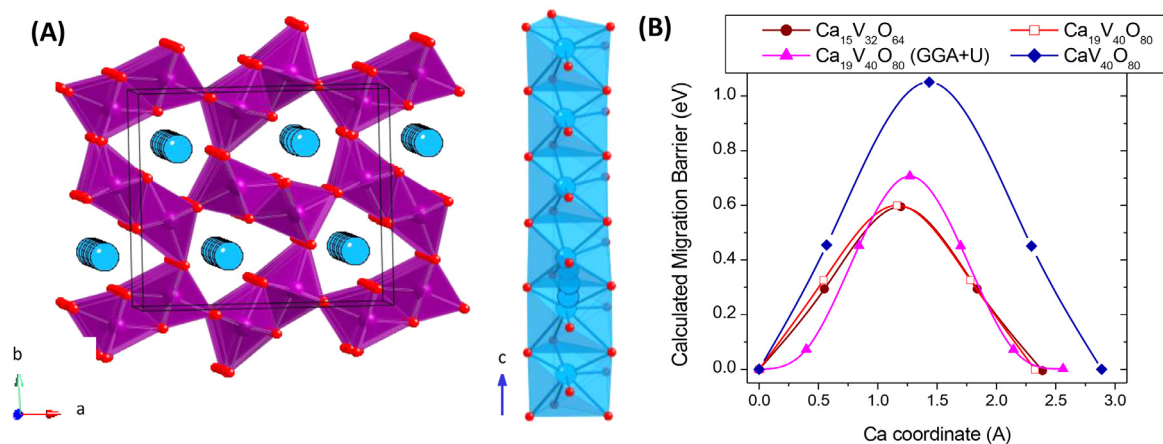 (A)
b
a
c
(B)
Ca₁₅V₃₂O₆₄
Ca₁₉V₄₀O₈₀
Ca₁₉V₄₀O₈₀ (GGA+U)
CaV₄₀O₈₀
Calculated Migration Barrier (eV)
1.0
0.8
0.6
0.4
0.2
0.0
0.0 0.5 1.0 1.5 2.0 2.5 3.0
Ca coordinate (A)